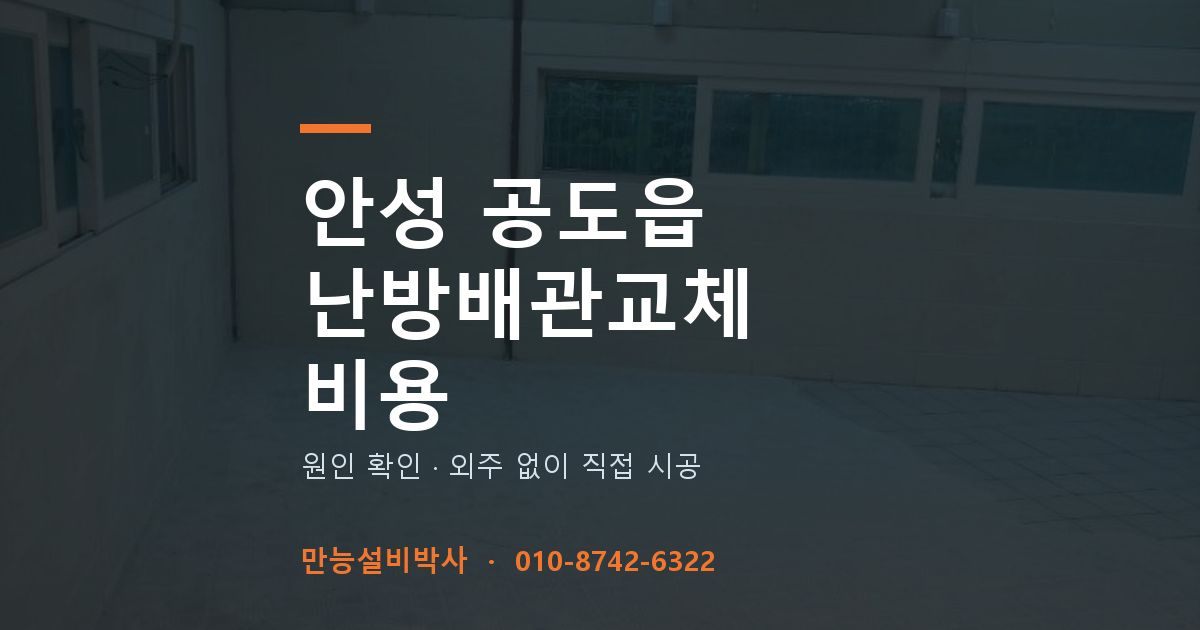 안성 공도읍
난방배관교체
비용
원인 확인 · 외주 없이 직접 시공
만능설비박사 · 010-8742-6322